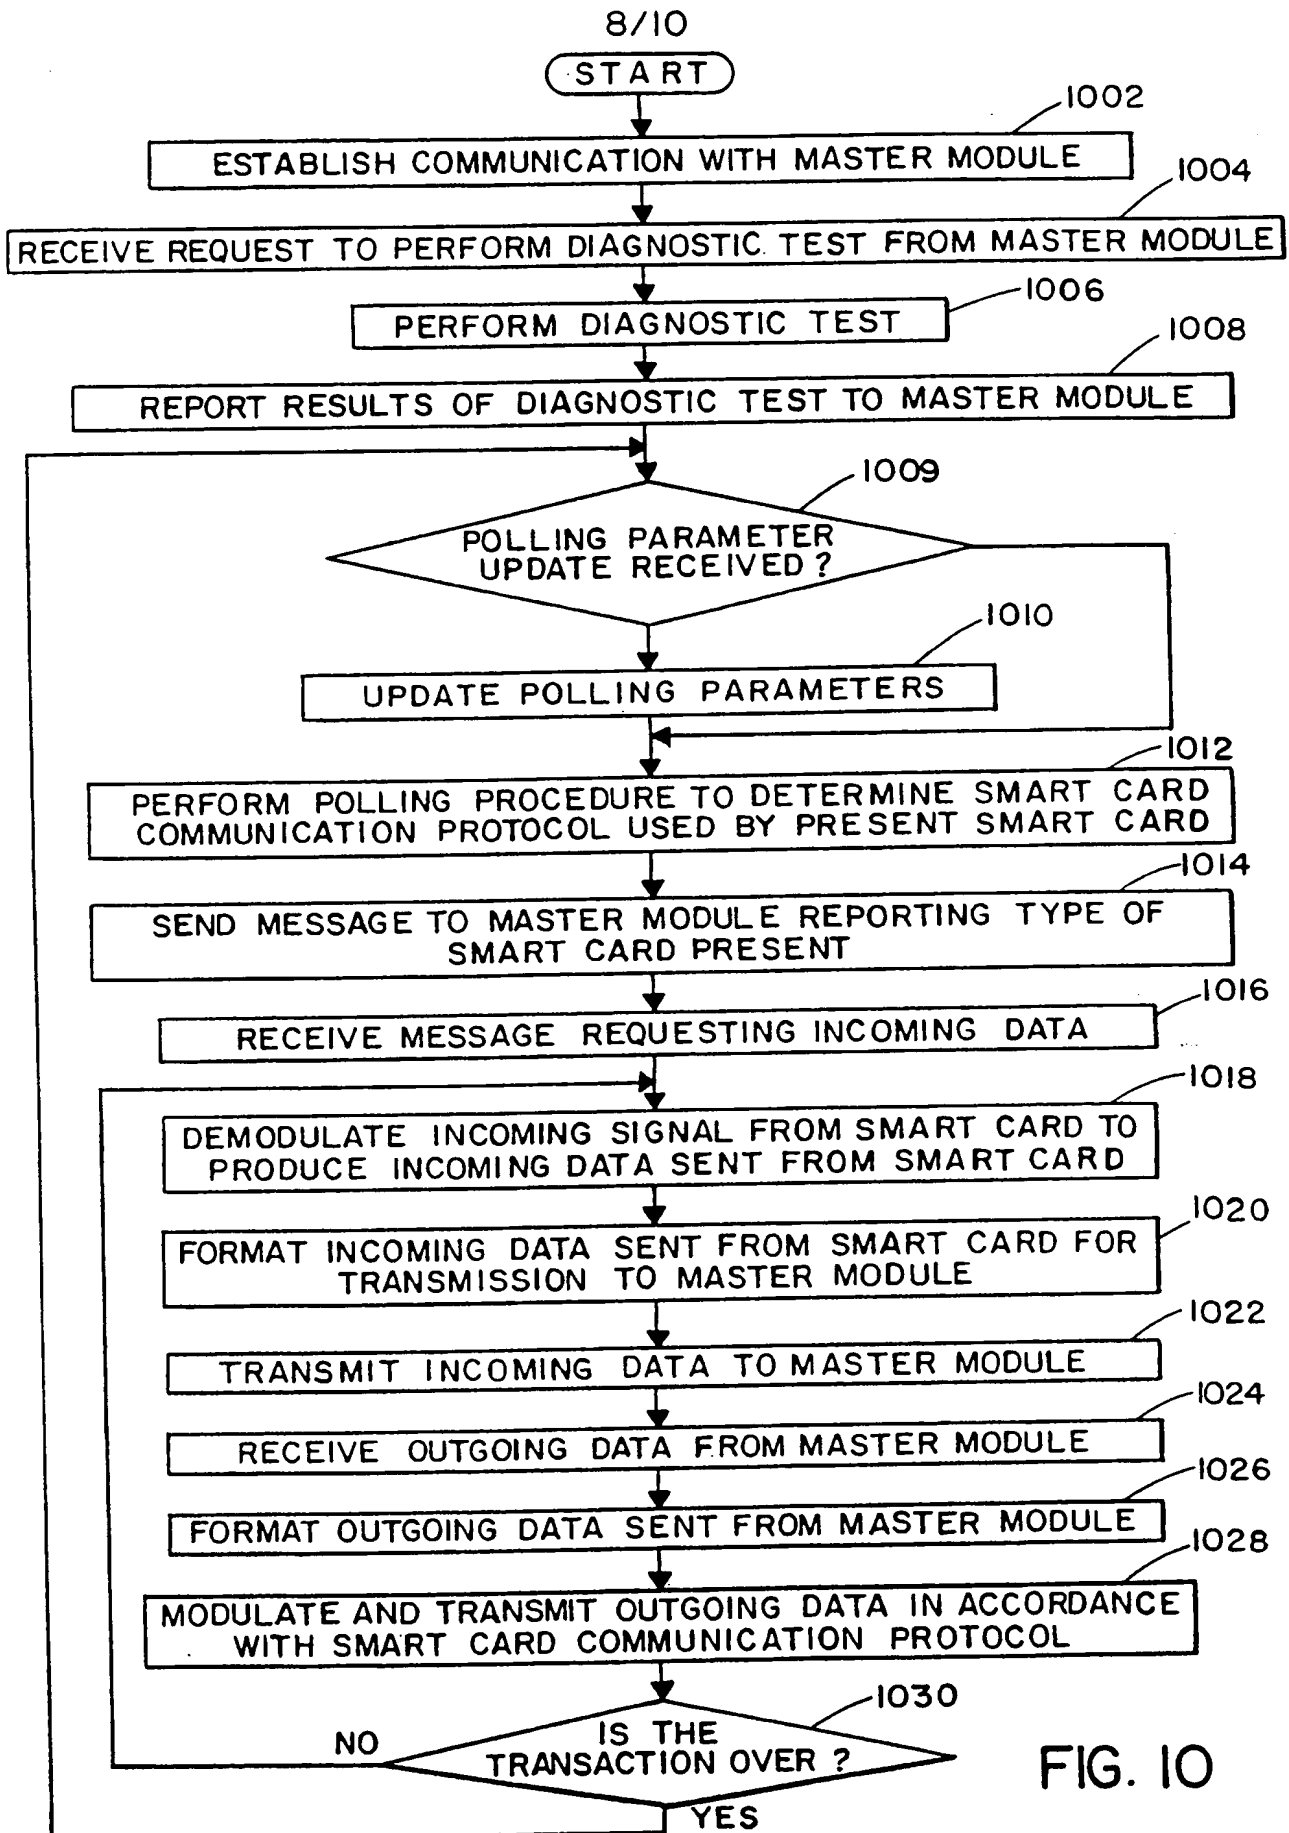 8/10
START
1002
ESTABLISH COMMUNICATION WITH MASTER MODULE
1004
RECEIVE REQUEST TO PERFORM DIAGNOSTIC TEST FROM MASTER MODULE
1006
PERFORM DIAGNOSTIC TEST
1008
REPORT RESULTS OF DIAGNOSTIC TEST TO MASTER MODULE
1009
POLLING PARAMETER
UPDATE RECEIVED?
1010
UPDATE POLLING PARAMETERS
1012
PERFORM POLLING PROCEDURE TO DETERMINE SMART CARD
COMMUNICATION PROTOCOL USED BY PRESENT SMART CARD
1014
SEND MESSAGE TO MASTER MODULE REPORTING TYPE OF
SMART CARD PRESENT
1016
RECEIVE MESSAGE REQUESTING INCOMING DATA
1018
DEMODULATE INCOMING SIGNAL FROM SMART CARD TO
PRODUCE INCOMING DATA SENT FROM SMART CARD
1020
FORMAT INCOMING DATA SENT FROM SMART CARD FOR
TRANSMISSION TO MASTER MODULE
1022
TRANSMIT INCOMING DATA TO MASTER MODULE
1024
RECEIVE OUTGOING DATA FROM MASTER MODULE
1026
FORMAT OUTGOING DATA SENT FROM MASTER MODULE
1028
MODULATE AND TRANSMIT OUTGOING DATA IN ACCORDANCE
WITH SMART CARD COMMUNICATION PROTOCOL
1030
IS THE
TRANSACTION OVER?
NO
YES
FIG. 10